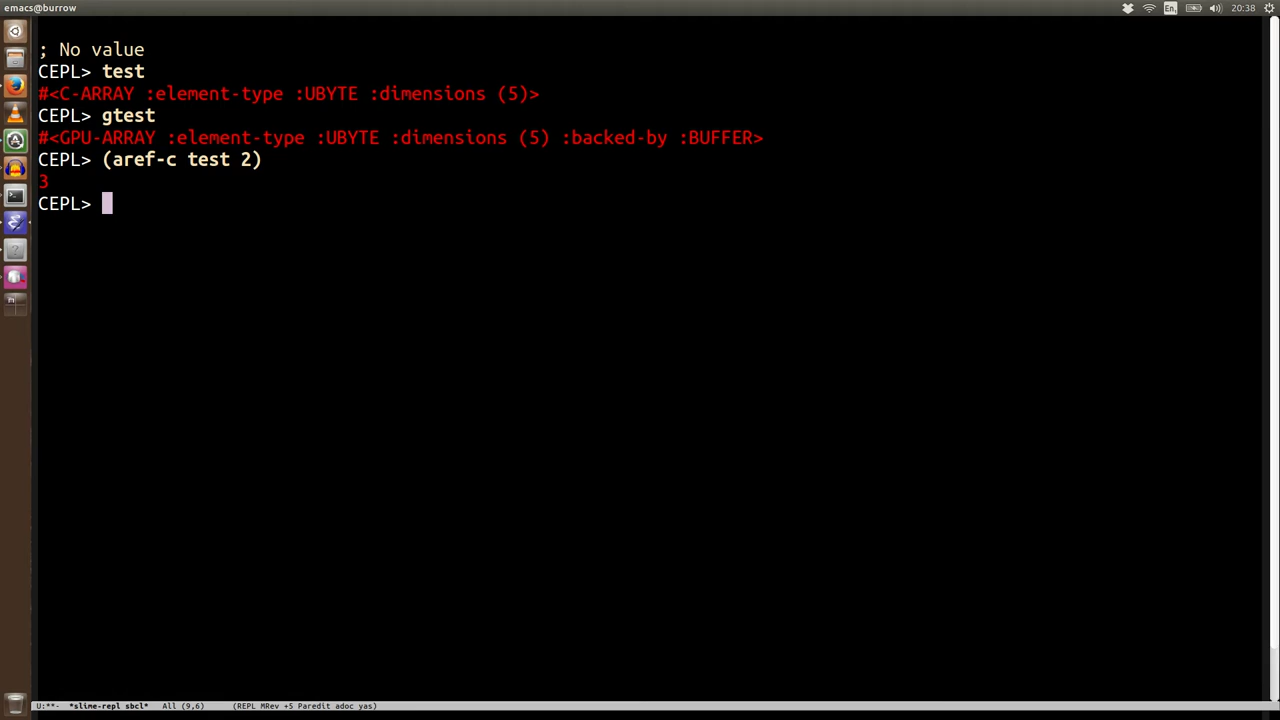 emacs@burrow
En
20:38
; No value
CEPL> test
#<C-ARRAY :element-type :UBYTE :dimensions (5)>
CEPL> gtest
#<GPU-ARRAY :element-type :UBYTE :dimensions (5) :backed-by :BUFFER>
CEPL> (aref-c test 2)
3
CEPL>
U:**-  *slime-repl sbcl*  All (9,6)  (REPL MRev +5 Paredit adoc yas)